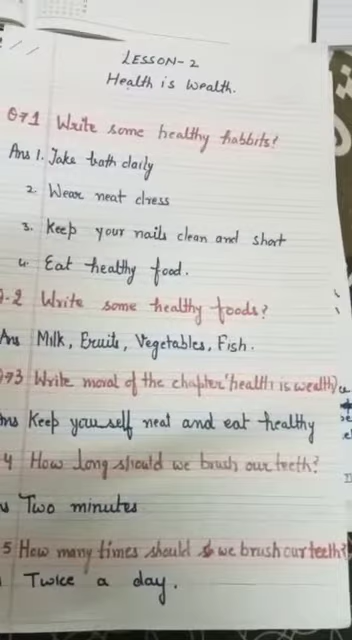 LESSON-2
Health is Wealth.
Q→1 Write some healthy habbits?
Ans 1. Take bath daily
2. Wear neat dress
3. Keep your nails clean and short
4. Eat healthy food.
-2 Write some healthy foods?
Ans Milk, Fruits, Vegetables, Fish.
→3 Write moral of the chapter 'health is wealth'
Ans Keep yourself neat and eat healthy
4 How long should we brush our teeth?
Two minutes
5 How many times should we brush our teeth?
Twice a day.